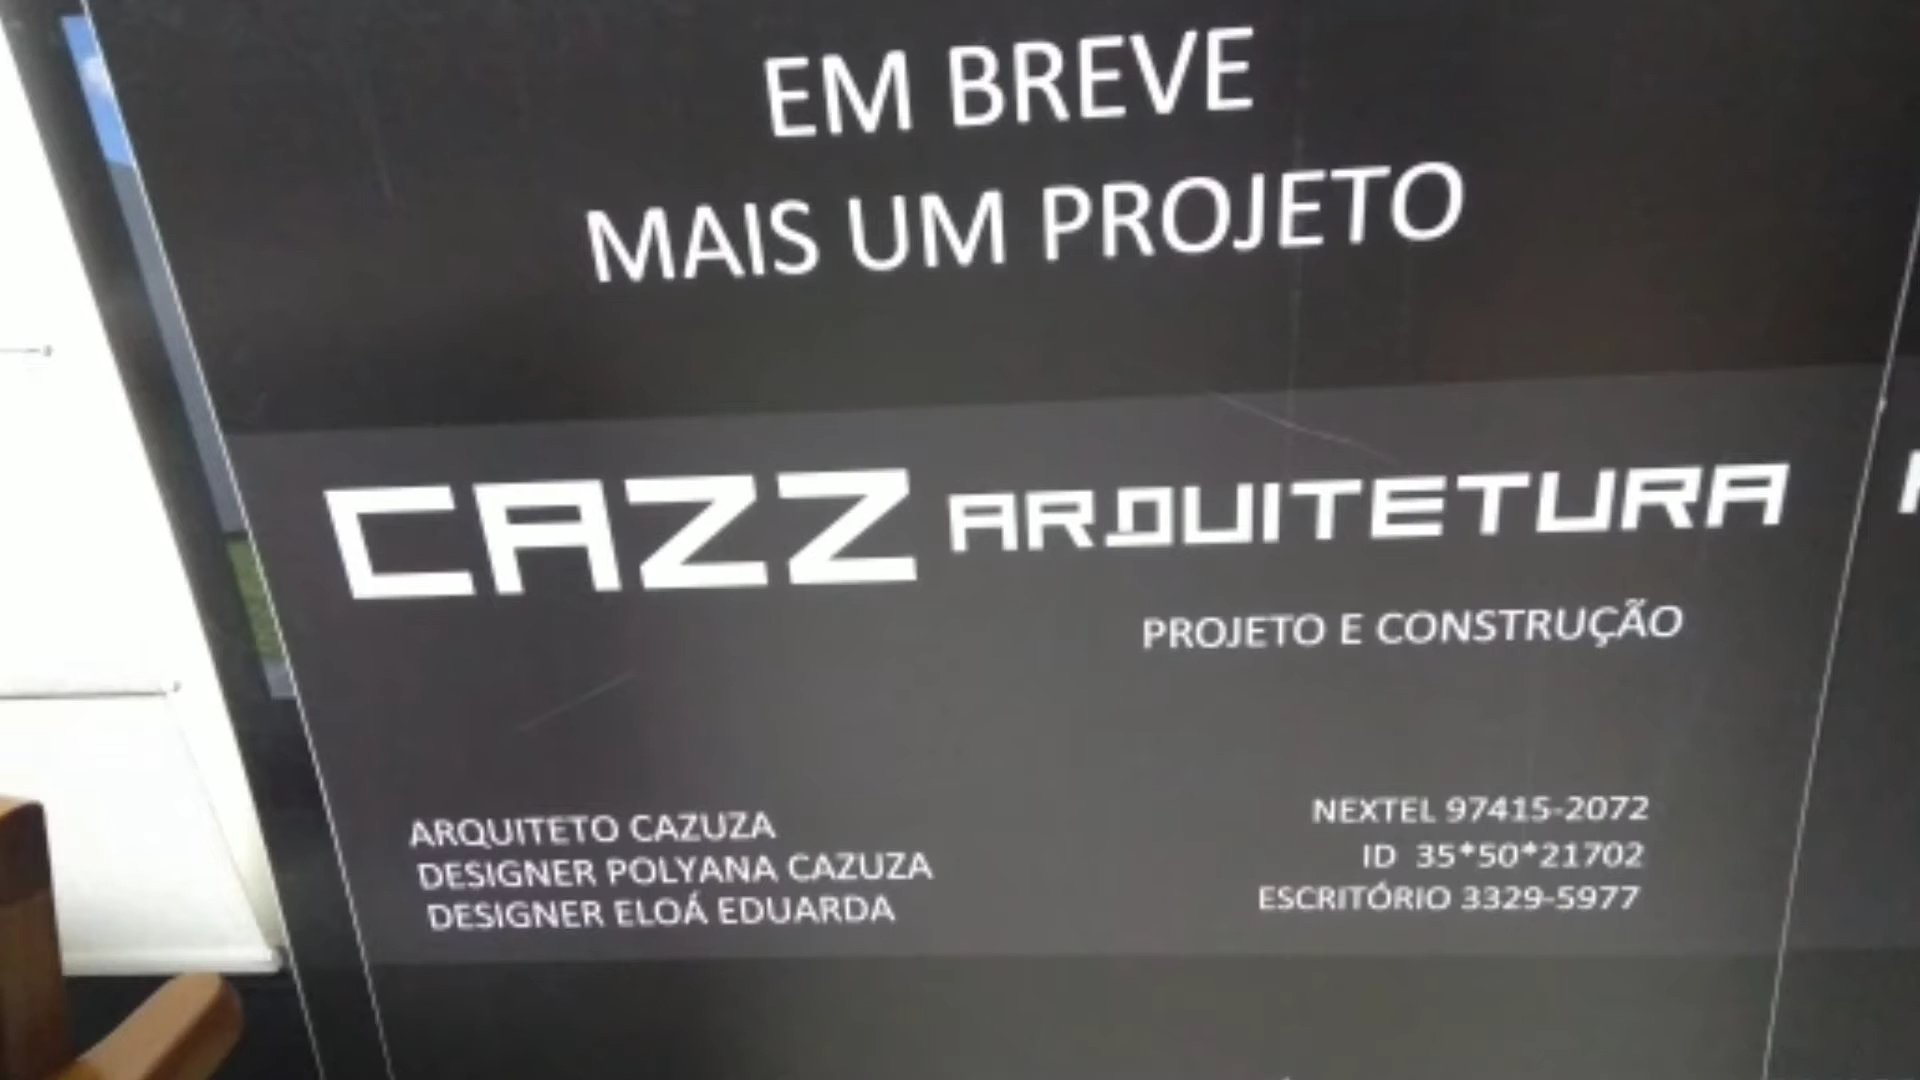 EM BREVE
MAIS UM PROJETO
CAZZ ARQUITETURA
PROJETO E CONSTRUÇÃO
ARQUITETO CAZUZA
DESIGNER POLYANA CAZUZA
DESIGNER ELOÁ EDUARDA
NEXTEL 97415-2072
ID 35*50*21702
ESCRITÓRIO 3329-5977